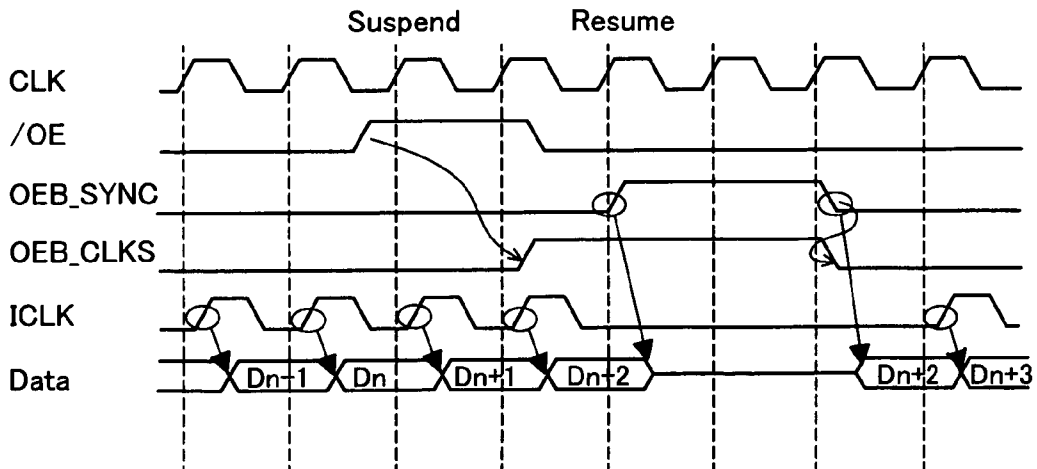 Suspend Resume
CLK
/OE
OEB_SYNC
OEB_CLKS
ICLK
Data Dn-1 Dn Dn+1 Dn+2 Dn+2 Dn+3